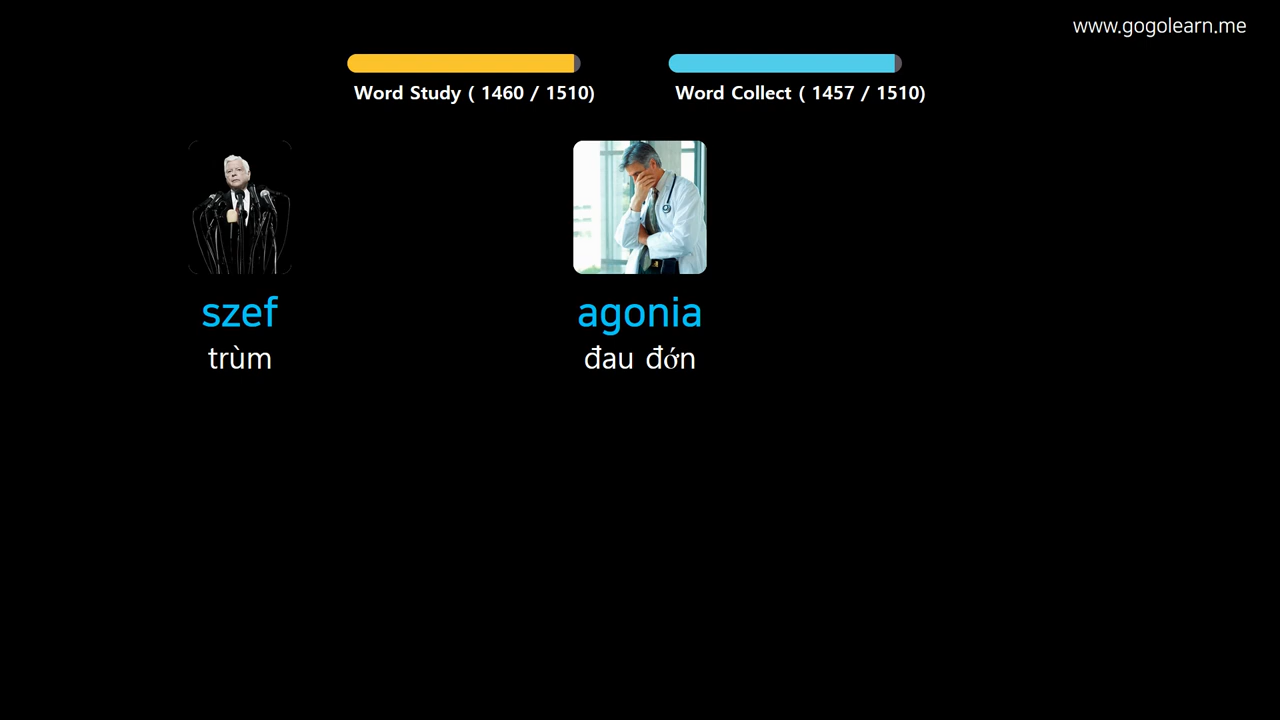 www.gogolearn.me
Word Study ( 1460 / 1510)
Word Collect ( 1457 / 1510)
szef
trùm
agonia
đau đớn